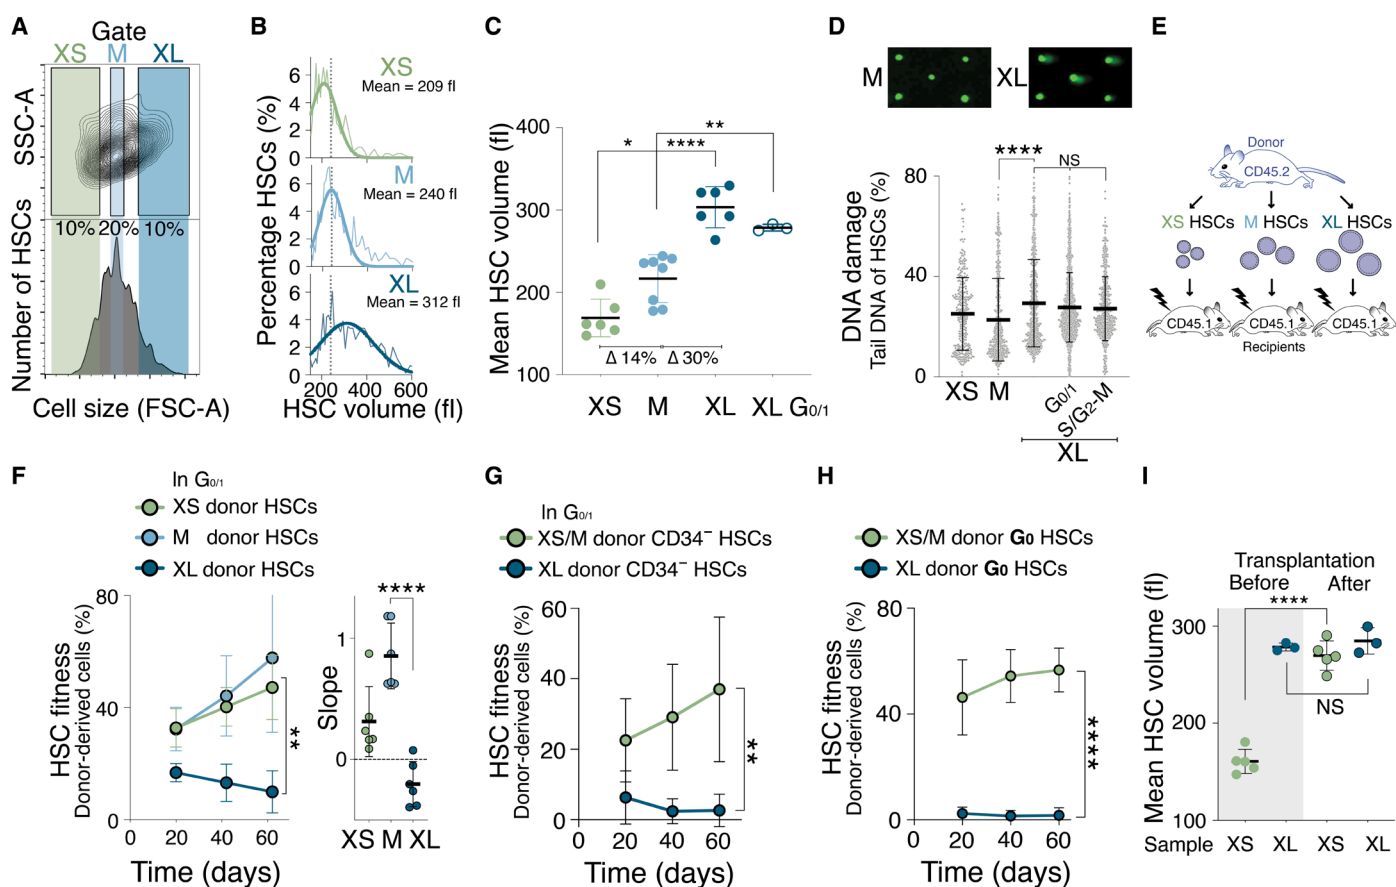 A
Gate
XS M XL
SSC-A
10% 20% 10%
Number of HSCs
Cell size (FSC-A)
B
XS
Mean = 209 fl
6
4
2
0
M
Mean = 240 fl
6
4
2
0
XL
Mean = 312 fl
6
4
2
0
Percentage HSCs (%)
200 400 600
HSC volume (fl)
C
Mean HSC volume (fl)
400
300
200
100
* **** **
Δ 14% Δ 30%
XS M XL XL G0/1
D
M XL
DNA damage
Tail DNA of HSCs (%)
80
40
0
**** NS
XS M G0/1 S/G2-M
XL
E
Donor
CD45.2
XS HSCs M HSCs XL HSCs
CD45.1 CD45.1 CD45.1
Recipients
F
In G0/1
XS donor HSCs
M donor HSCs
XL donor HSCs
HSC fitness
Donor-derived cells (%)
80
40
0
**
0 20 40 60
Time (days)
****
Slope
1
0
XS M XL
G
In G0/1
XS/M donor CD34⁻ HSCs
XL donor CD34⁻ HSCs
HSC fitness
Donor-derived cells (%)
60
40
20
0
**
0 20 40 60
Time (days)
H
XS/M donor G0 HSCs
XL donor G0 HSCs
HSC fitness
Donor-derived cells (%)
80
40
0
****
0 20 40 60
Time (days)
I
Transplantation
Before After
****
NS
Mean HSC volume (fl)
300
200
100
Sample XS XL XS XL